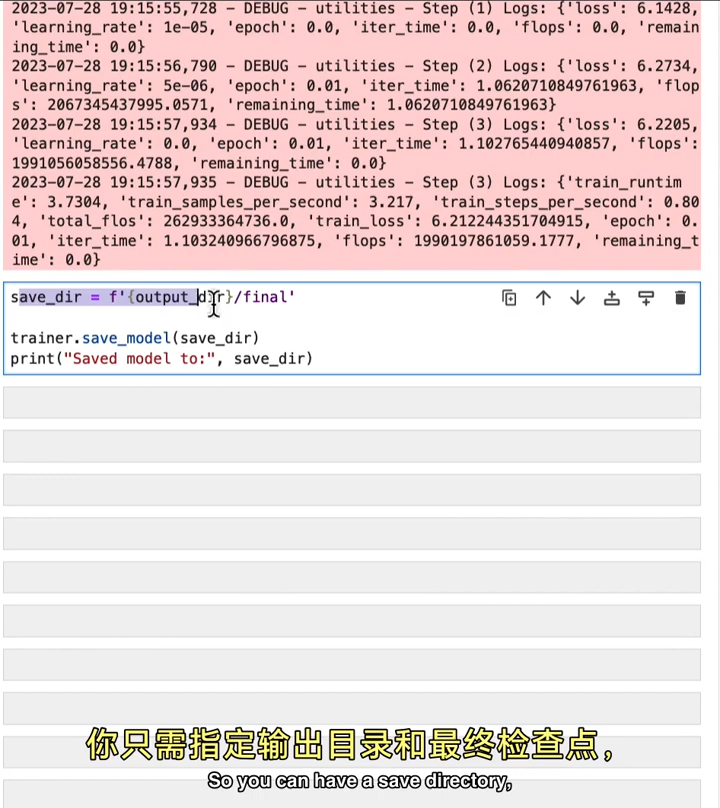 2023-07-28 19:15:55,728 - DEBUG - utilities - Step (1) Logs: {'loss': 6.1428,
'learning_rate': 1e-05, 'epoch': 0.0, 'iter_time': 0.0, 'flops': 0.0, 'remain
ing_time': 0.0}
2023-07-28 19:15:56,790 - DEBUG - utilities - Step (2) Logs: {'loss': 6.2734,
'learning_rate': 5e-06, 'epoch': 0.01, 'iter_time': 1.0620710849761963, 'flop
s': 2067345437995.0571, 'remaining_time': 1.0620710849761963}
2023-07-28 19:15:57,934 - DEBUG - utilities - Step (3) Logs: {'loss': 6.2205,
'learning_rate': 0.0, 'epoch': 0.01, 'iter_time': 1.102765440940857, 'flops':
1991056058556.4788, 'remaining_time': 0.0}
2023-07-28 19:15:57,935 - DEBUG - utilities - Step (3) Logs: {'train_runtim
e': 3.7304, 'train_samples_per_second': 3.217, 'train_steps_per_second': 0.80
4, 'total_flos': 262933364736.0, 'train_loss': 6.212244351704915, 'epoch': 0.
01, 'iter_time': 1.103240966796875, 'flops': 1990197861059.1777, 'remaining_t
ime': 0.0}
save_dir = f'{output_dir}/final'
trainer.save_model(save_dir)
print("Saved model to:", save_dir)
你只需指定输出目录和最终检查点，
So you can have a save directory,